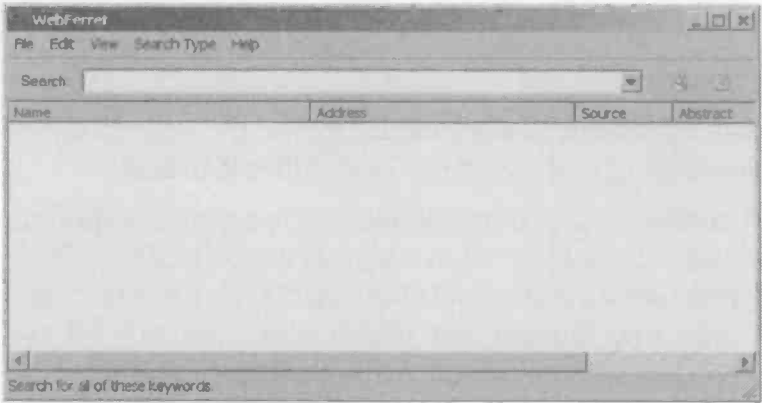 WebFerret
File Edit View Search Type Help
Search:
Name Address Source Abstract
Search for all of these keywords.